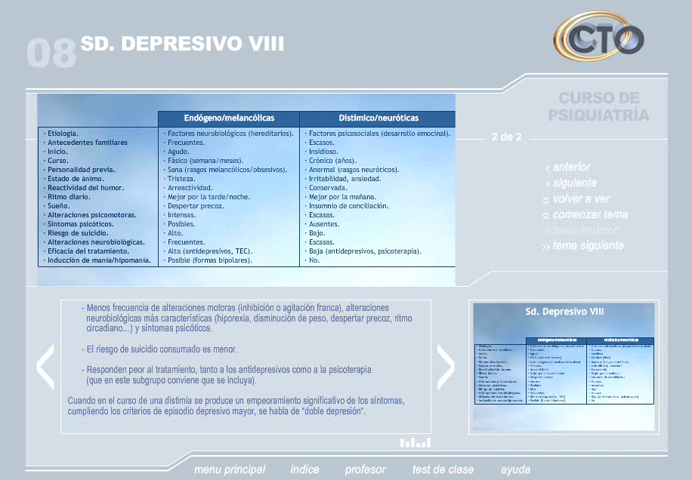 08 SD. DEPRESIVO VIII
CTO
CURSO DE
PSIQUIATRÍA
2 de 2
‹ anterior
› siguiente
volver a ver
comenzar tema
tema anterior
›› tema siguiente
Endógeno/melancólicas Distímico/neuróticas
· Etiología. · Factores neurobiológicos (hereditarios). · Factores psicosociales (desarrollo emocinal).
· Antecedentes familiares · Frecuentes. · Escasos.
· Inicio. · Agudo. · Insidioso.
· Curso. · Fásico (semana/meses). · Crónico (años).
· Personalidad previa. · Sana (rasgos melancólicos/obsesivos). · Anormal (rasgos neuróticos).
· Estado de ánimo. · Tristeza. · Irritabilidad, ansiedad.
· Reactividad del humor. · Arreactividad. · Conservada.
· Ritmo diario. · Mejor por la tarde/noche. · Mejor por la mañana.
· Sueño. · Despertar precoz. · Insomnio de conciliación.
· Alteraciones psicomotoras. · Intensas. · Escasas.
· Síntomas psicóticos. · Posibles. · Ausentes.
· Riesgo de suicidio. · Alto. · Bajo.
· Alteraciones neurobiológicas. · Frecuentes. · Escasas.
· Eficacia del tratamiento. · Alta (antidepresivos, TEC). · Baja (antidepresivos, psicoterapia).
· Inducción de manía/hipomanía. · Posible (formas bipolares). · No.
- Menos frecuencia de alteraciones motoras (inhibición o agitación franca), alteraciones
neurobiológicas más características (hiporexia, disminución de peso, despertar precoz, ritmo
circadiano...) y síntomas psicóticos.
- El riesgo de suicidio consumado es menor.
- Responden peor al tratamiento, tanto a los antidepresivos como a la psicoterapia
(que en este subgrupo conviene que se incluya).
Cuando en el curso de una distimia se produce un empeoramiento significativo de los síntomas,
cumpliendo los criterios de episodio depresivo mayor, se habla de "doble depresión".
Sd. Depresivo VIII
menu principal índice profesor test de clase ayuda